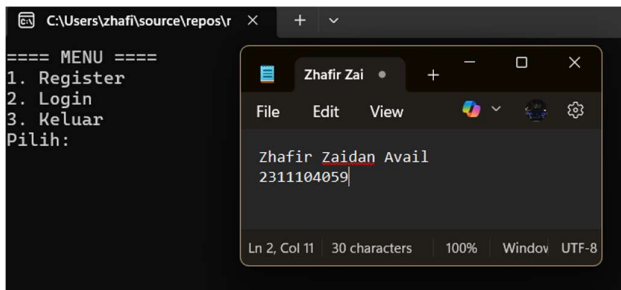 C:\Users\zhafi\source\repos\r
==== MENU ====
1. Register
2. Login
3. Keluar
Pilih:
Zhafir Zai
File Edit View
Zhafir Zaidan Avail
2311104059
Ln 2, Col 11 30 characters 100% Window UTF-8